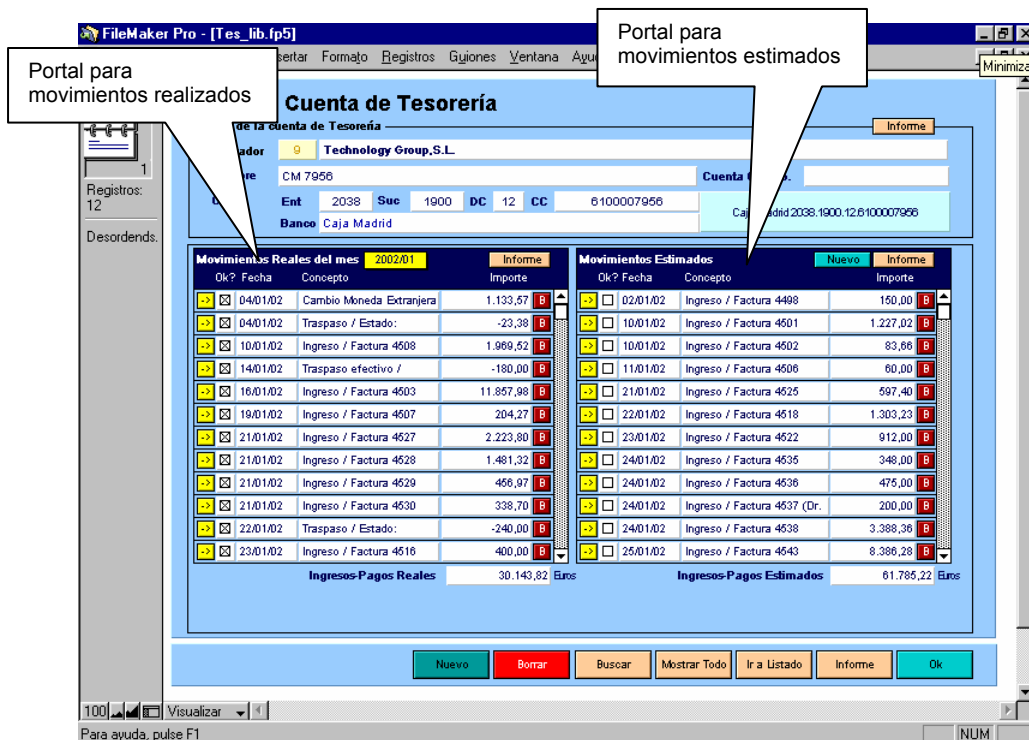 FileMaker Pro - [Tes_lib.fp5]
Portal para
movimientos estimados
Portal para
movimientos realizados
Formato Registros Guiones Ventana
Minimiza
Cuenta de Tesorería
de la cuenta de Tesorería
Informe
9 Technology Group,S.L.
CM 7956
Cuenta
Ent 2038 Suc 1900 DC 12 CC 6100007956
Banco Caja Madrid
2038.1900.12.6100007956
1
Registros:
12
Desordends.
Movimientos Reales del mes 2002/01 Informe
Ok? Fecha Concepto Importe
-> 04/01/02 Cambio Moneda Extranjera 1.133,57 B
-> 04/01/02 Traspaso / Estado: -23,38 B
-> 10/01/02 Ingreso / Factura 4508 1.969,52 B
-> 14/01/02 Traspaso efectivo / -180,00 B
-> 16/01/02 Ingreso / Factura 4503 11.857,98 B
-> 19/01/02 Ingreso / Factura 4507 204,27 B
-> 21/01/02 Ingreso / Factura 4527 2.223,80 B
-> 21/01/02 Ingreso / Factura 4528 1.481,32 B
-> 21/01/02 Ingreso / Factura 4529 456,97 B
-> 21/01/02 Ingreso / Factura 4530 338,70 B
-> 22/01/02 Traspaso / Estado: -240,00 B
-> 23/01/02 Ingreso / Factura 4516 400,00 B
Ingresos-Pagos Reales 30.143,82 Euros
Movimientos Estimados Nuevo Informe
Ok? Fecha Concepto Importe
-> 02/01/02 Ingreso / Factura 4498 150,00 B
-> 10/01/02 Ingreso / Factura 4501 1.227,02 B
-> 10/01/02 Ingreso / Factura 4502 83,66 B
-> 11/01/02 Ingreso / Factura 4506 60,00 B
-> 21/01/02 Ingreso / Factura 4525 597,40 B
-> 22/01/02 Ingreso / Factura 4518 1.303,23 B
-> 23/01/02 Ingreso / Factura 4522 912,00 B
-> 24/01/02 Ingreso / Factura 4535 348,00 B
-> 24/01/02 Ingreso / Factura 4536 475,00 B
-> 24/01/02 Ingreso / Factura 4537 (Dr. 200,00 B
-> 24/01/02 Ingreso / Factura 4538 3.388,36 B
-> 25/01/02 Ingreso / Factura 4543 8.386,28 B
Ingresos-Pagos Estimados 61.785,22 Euros
Nuevo Borrar Buscar Mostrar Todo Ir a Listado Informe Ok
100 Visualizar
Para ayuda, pulse F1 NUM